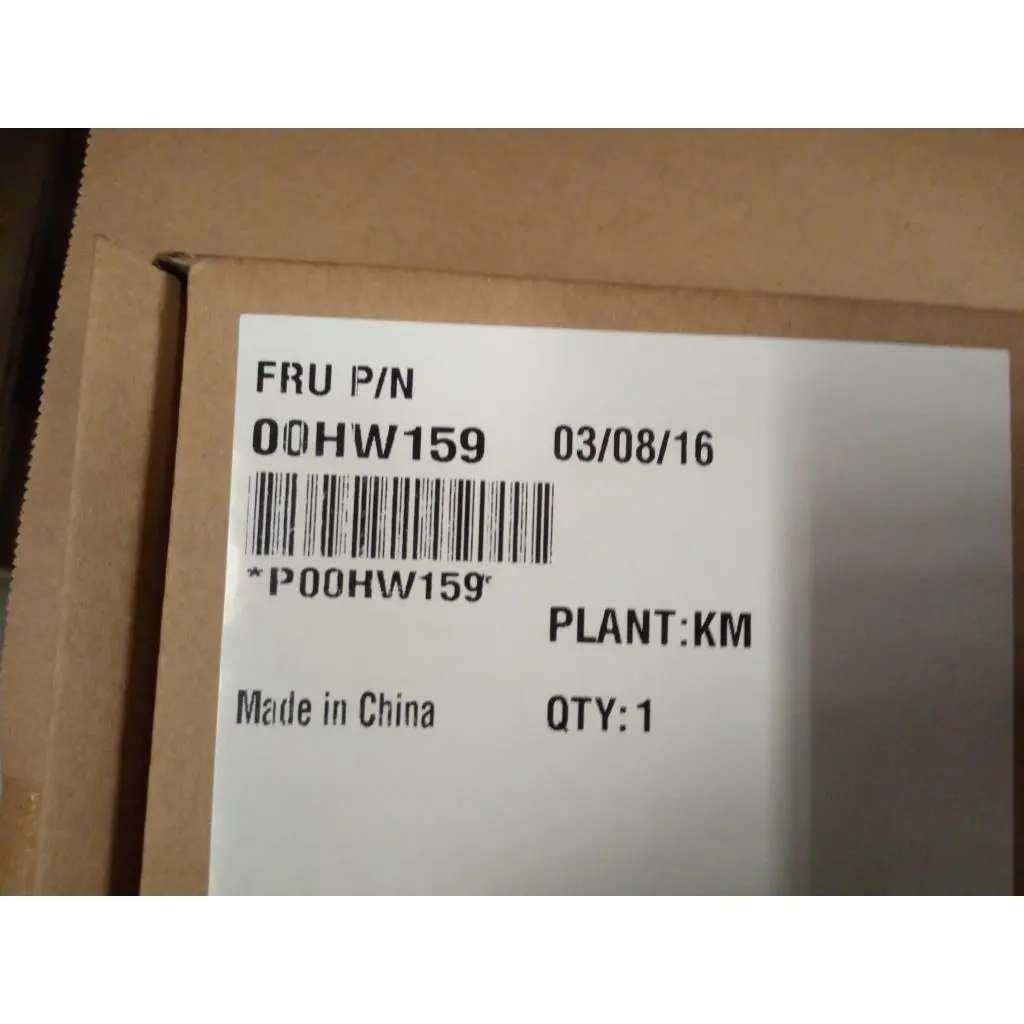 FRU P/N
00HW159 03/08/16
*P00HW159*
PLANT:KM
Made in China QTY: 1